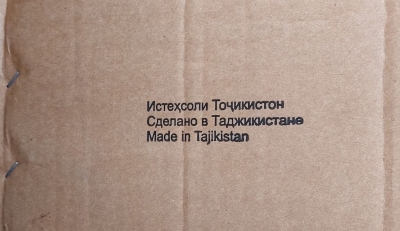 Истеҳсоли Тоҷикистон
Сделано в Таджикистане
Made in Tajikistan